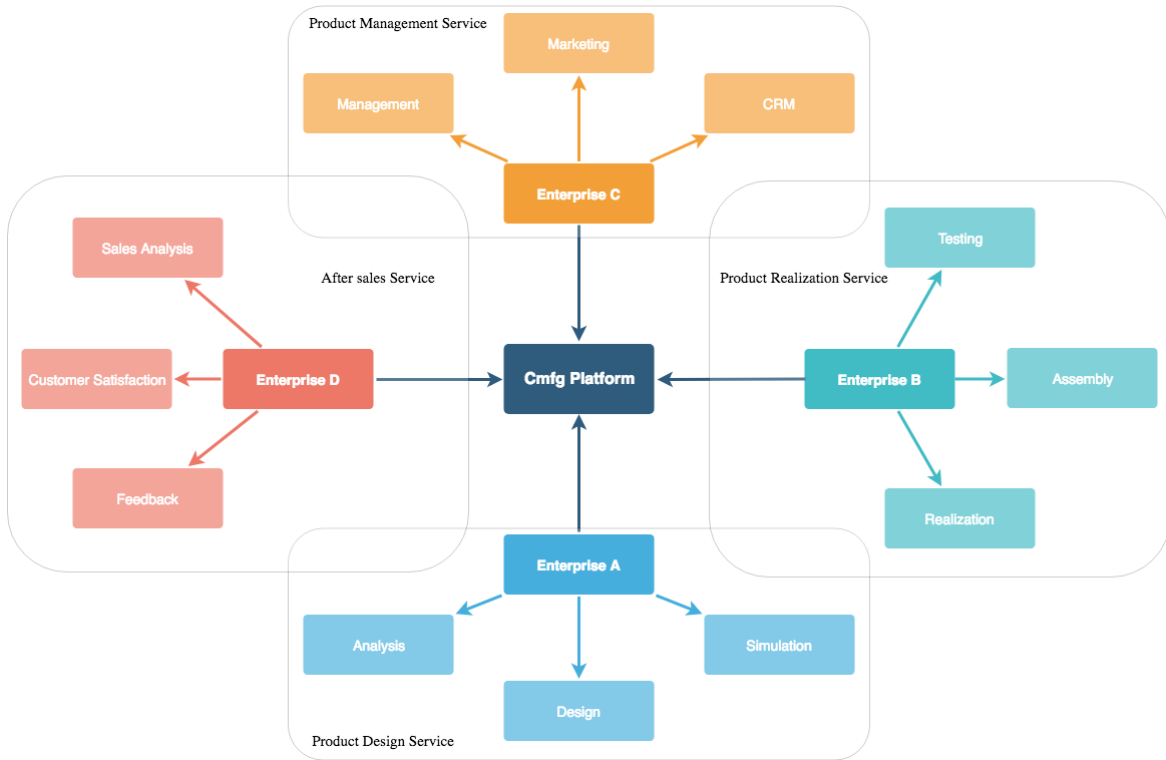 Product Management Service
Marketing
Management
CRM
Enterprise C
Sales Analysis
After sales Service
Customer Satisfaction
Enterprise D
Feedback
Cmfg Platform
Product Realization Service
Testing
Enterprise B
Assembly
Realization
Enterprise A
Analysis
Simulation
Design
Product Design Service